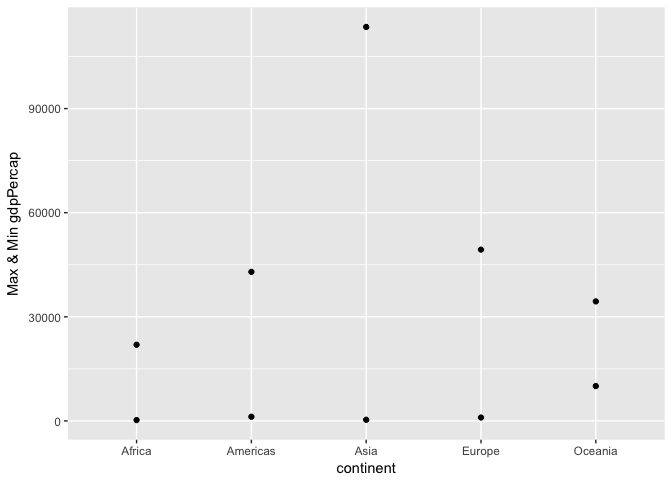 Max & Min gdpPercap
90000
60000
30000
0
Africa Americas Asia Europe Oceania
continent